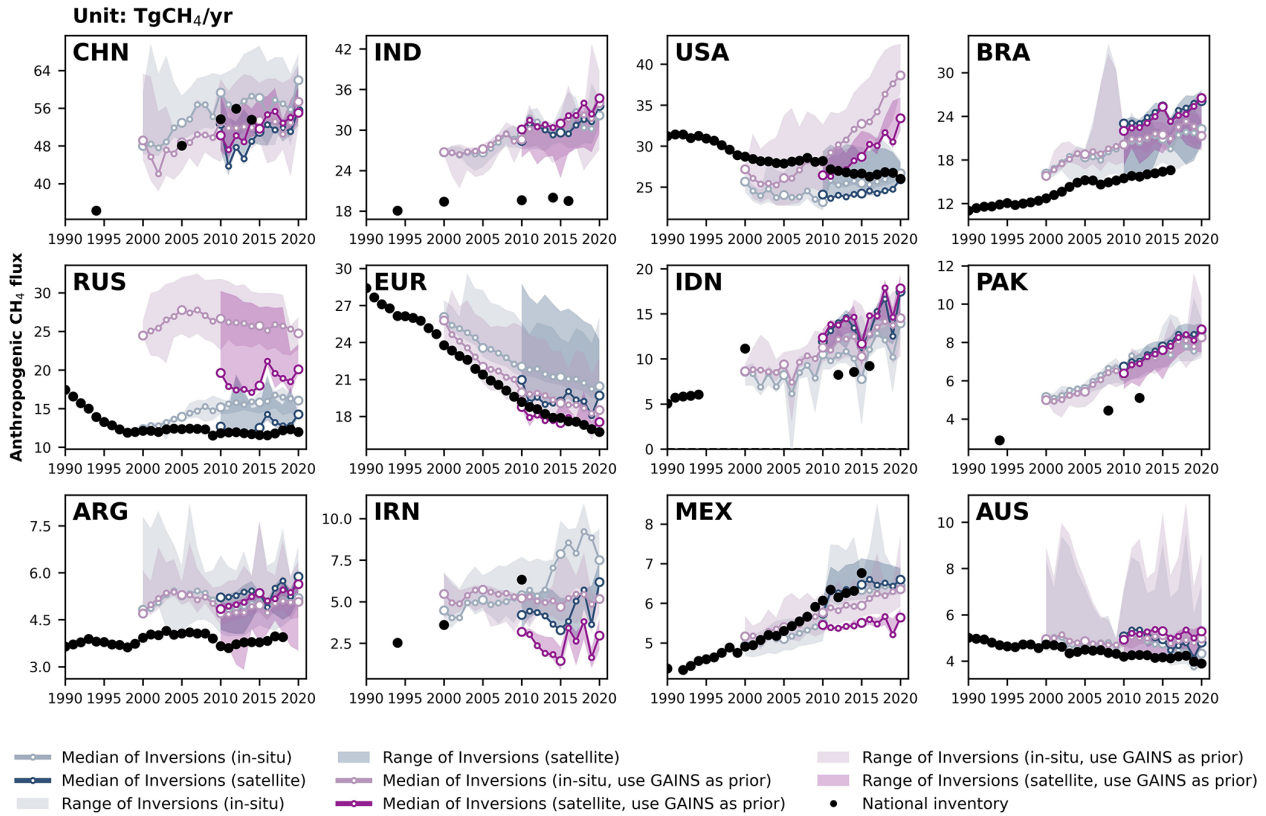 Unit: TgCH₄/yr
CHN
64
56
48
40
1990 1995 2000 2005 2010 2015 2020
IND
42
36
30
24
18
1990 1995 2000 2005 2010 2015 2020
USA
40
35
30
25
1990 1995 2000 2005 2010 2015 2020
BRA
30
24
18
12
1990 1995 2000 2005 2010 2015 2020
Anthropogenic CH₄ flux
RUS
30
25
20
15
10
1990 1995 2000 2005 2010 2015 2020
EUR
30
27
24
21
18
1990 1995 2000 2005 2010 2015 2020
IDN
20
15
10
5
0
1990 1995 2000 2005 2010 2015 2020
PAK
12
10
8
6
4
1990 1995 2000 2005 2010 2015 2020
ARG
7.5
6.0
4.5
3.0
1990 1995 2000 2005 2010 2015 2020
IRN
10.0
7.5
5.0
2.5
1990 1995 2000 2005 2010 2015 2020
MEX
8
7
6
5
1990 1995 2000 2005 2010 2015 2020
AUS
10
8
6
4
1990 1995 2000 2005 2010 2015 2020
Median of Inversions (in-situ)
Median of Inversions (satellite)
Range of Inversions (in-situ)
Range of Inversions (satellite)
Median of Inversions (in-situ, use GAINS as prior)
Median of Inversions (satellite, use GAINS as prior)
Range of Inversions (in-situ, use GAINS as prior)
Range of Inversions (satellite, use GAINS as prior)
National inventory